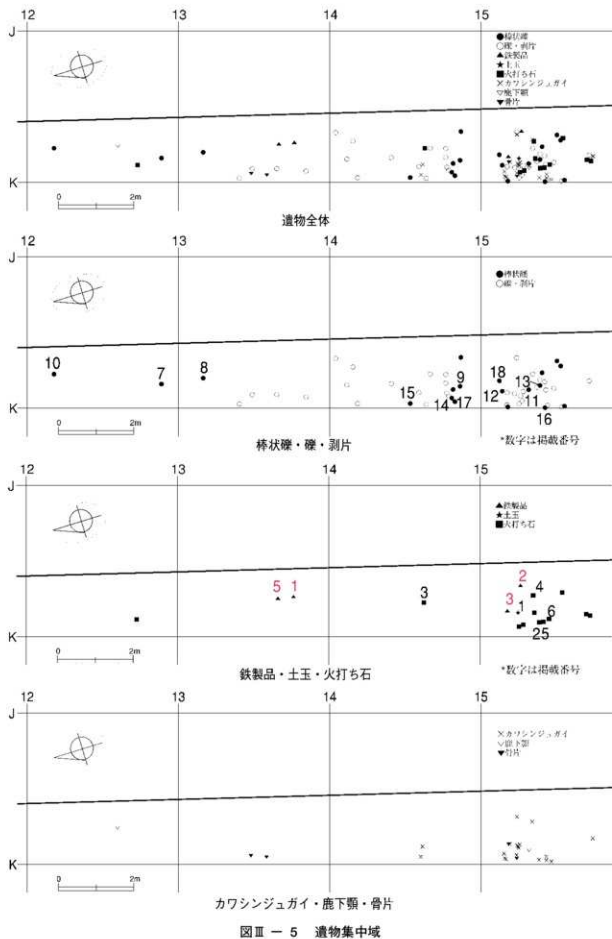 12 13 14 15
J
●棒状礫
○礫・剥片
▲鉄製品
★土玉
■火打ち石
×カワシンジュガイ
▽鹿下顎
▼骨片
K
0 2m
遺物全体
12 13 14 15
J
●棒状礫
○礫・剥片
10 7 8 9 18 13
15 14 17 12 11 16
K
0 2m
棒状礫・礫・剥片
*数字は掲載番号
12 13 14 15
J
▲鉄製品
★土玉
■火打ち石
5 1 3 2 4
3 1 6
25
K
0 2m
鉄製品・土玉・火打ち石
*数字は掲載番号
12 13 14 15
J
×カワシンジュガイ
▽鹿下顎
▼骨片
K
0 2m
カワシンジュガイ・鹿下顎・骨片
図Ⅲ － 5 遺物集中域